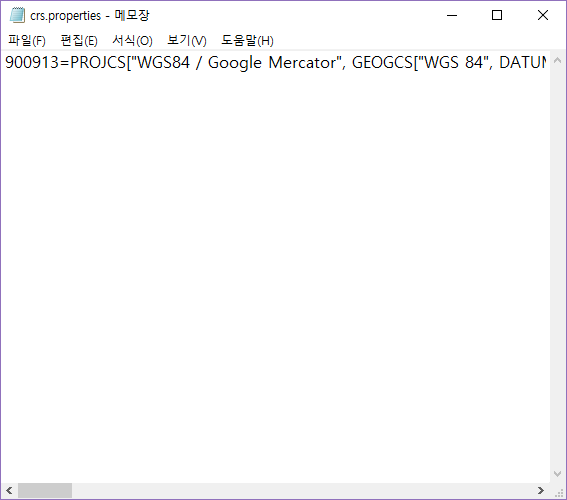 crs.properties - 메모장
파일(F) 편집(E) 서식(O) 보기(V) 도움말(H)
900913=PROJCS["WGS84 / Google Mercator", GEOGCS["WGS 84", DATUM